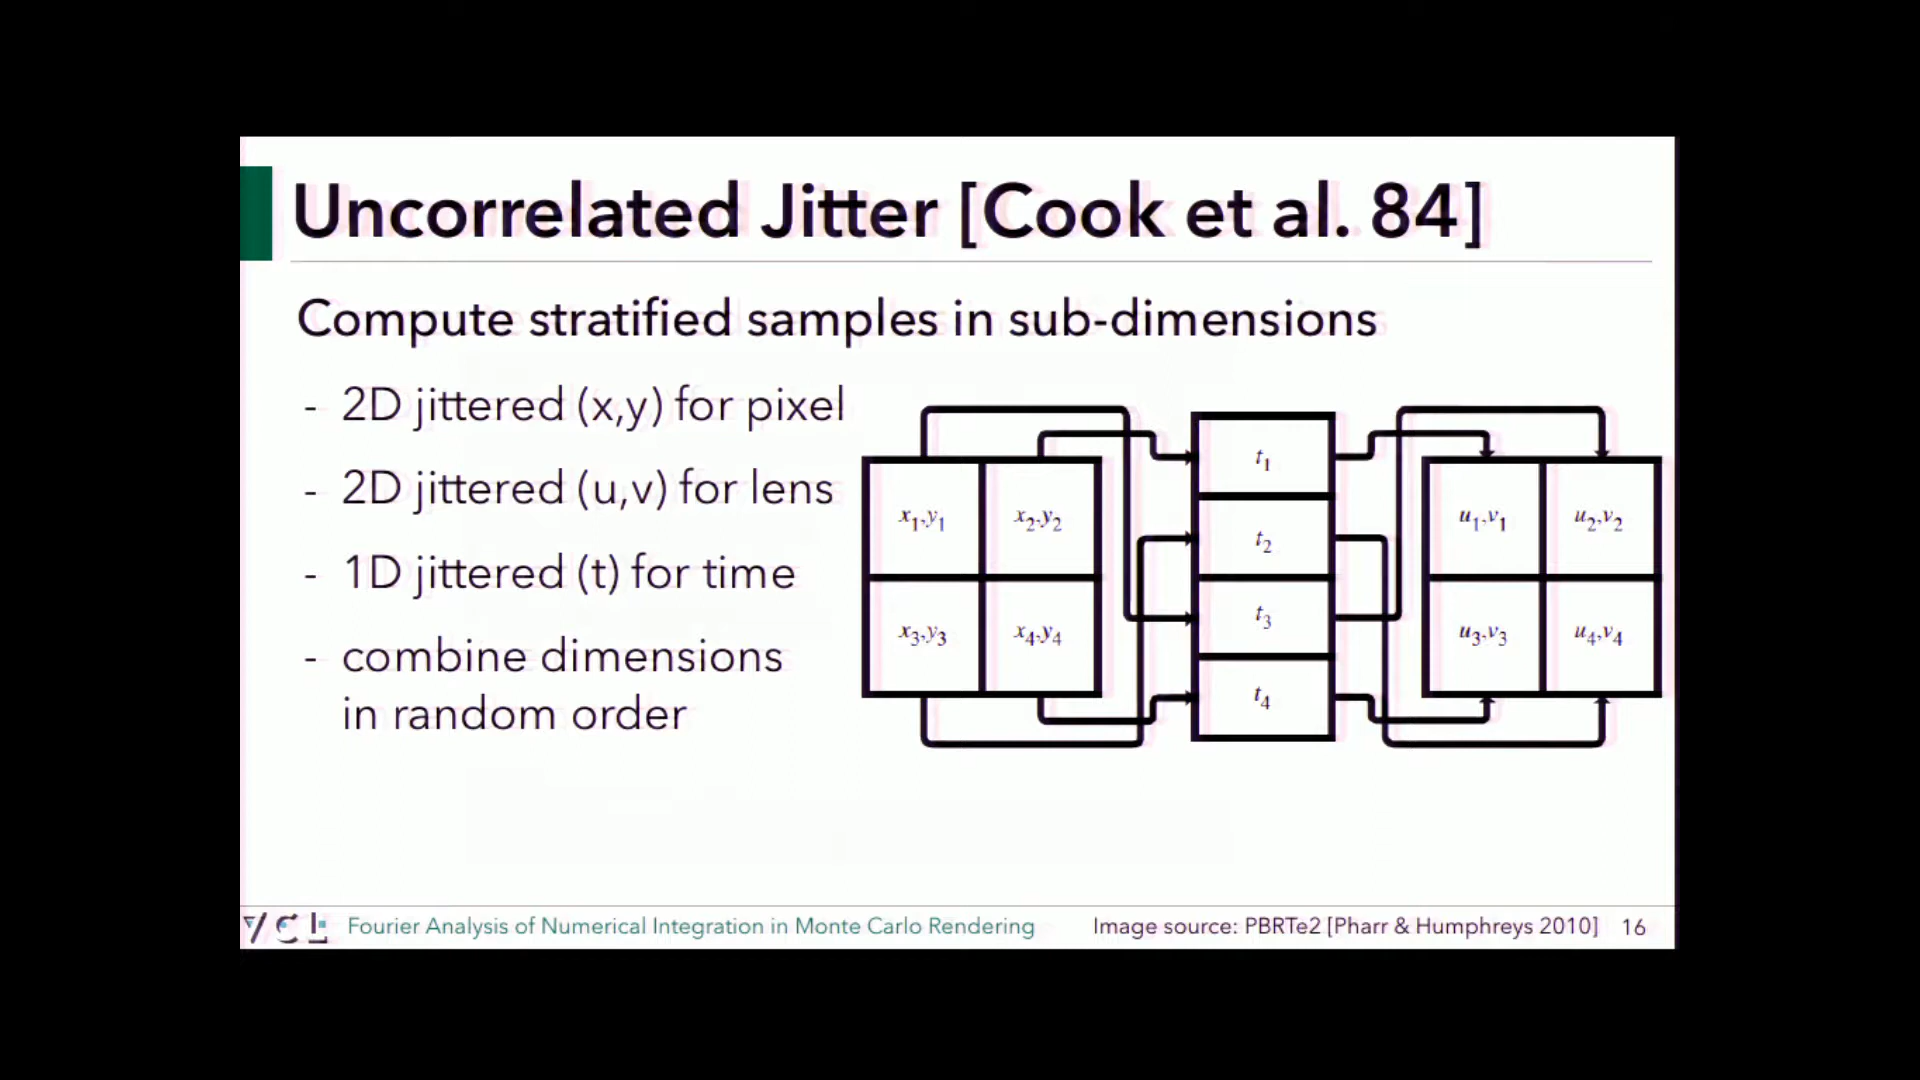 Uncorrelated Jitter [Cook et al. 84]
Compute stratified samples in sub-dimensions
- 2D jittered (x,y) for pixel
- 2D jittered (u,v) for lens
- 1D jittered (t) for time
- combine dimensions
in random order
x1,y1 x2,y2
x3,y3 x4,y4
t1
t2
t3
t4
u1,v1 u2,v2
u3,v3 u4,v4
VCL Fourier Analysis of Numerical Integration in Monte Carlo Rendering Image source: PBRTe2 [Pharr & Humphreys 2010] 16